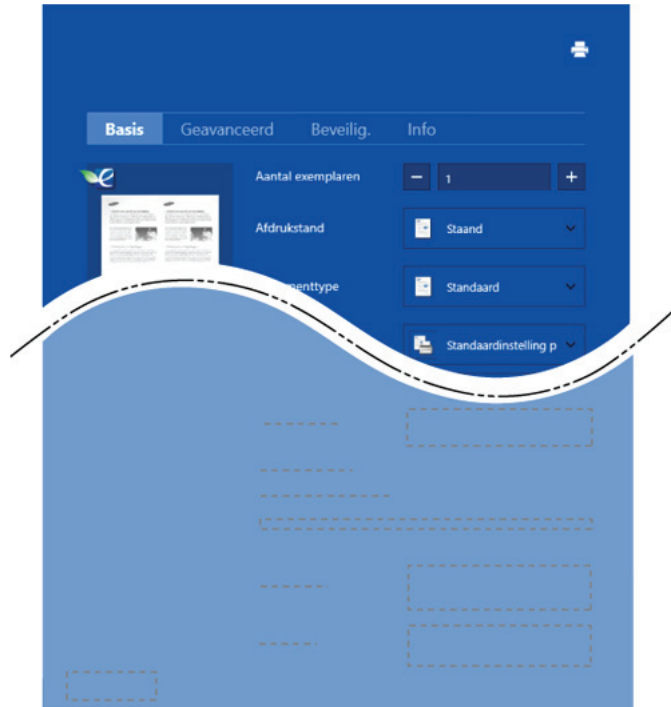 Basis Geavanceerd Beveilig. Info
Aantal exemplaren 1
Afdrukstand Staand
Standaard
Standaardinstelling p